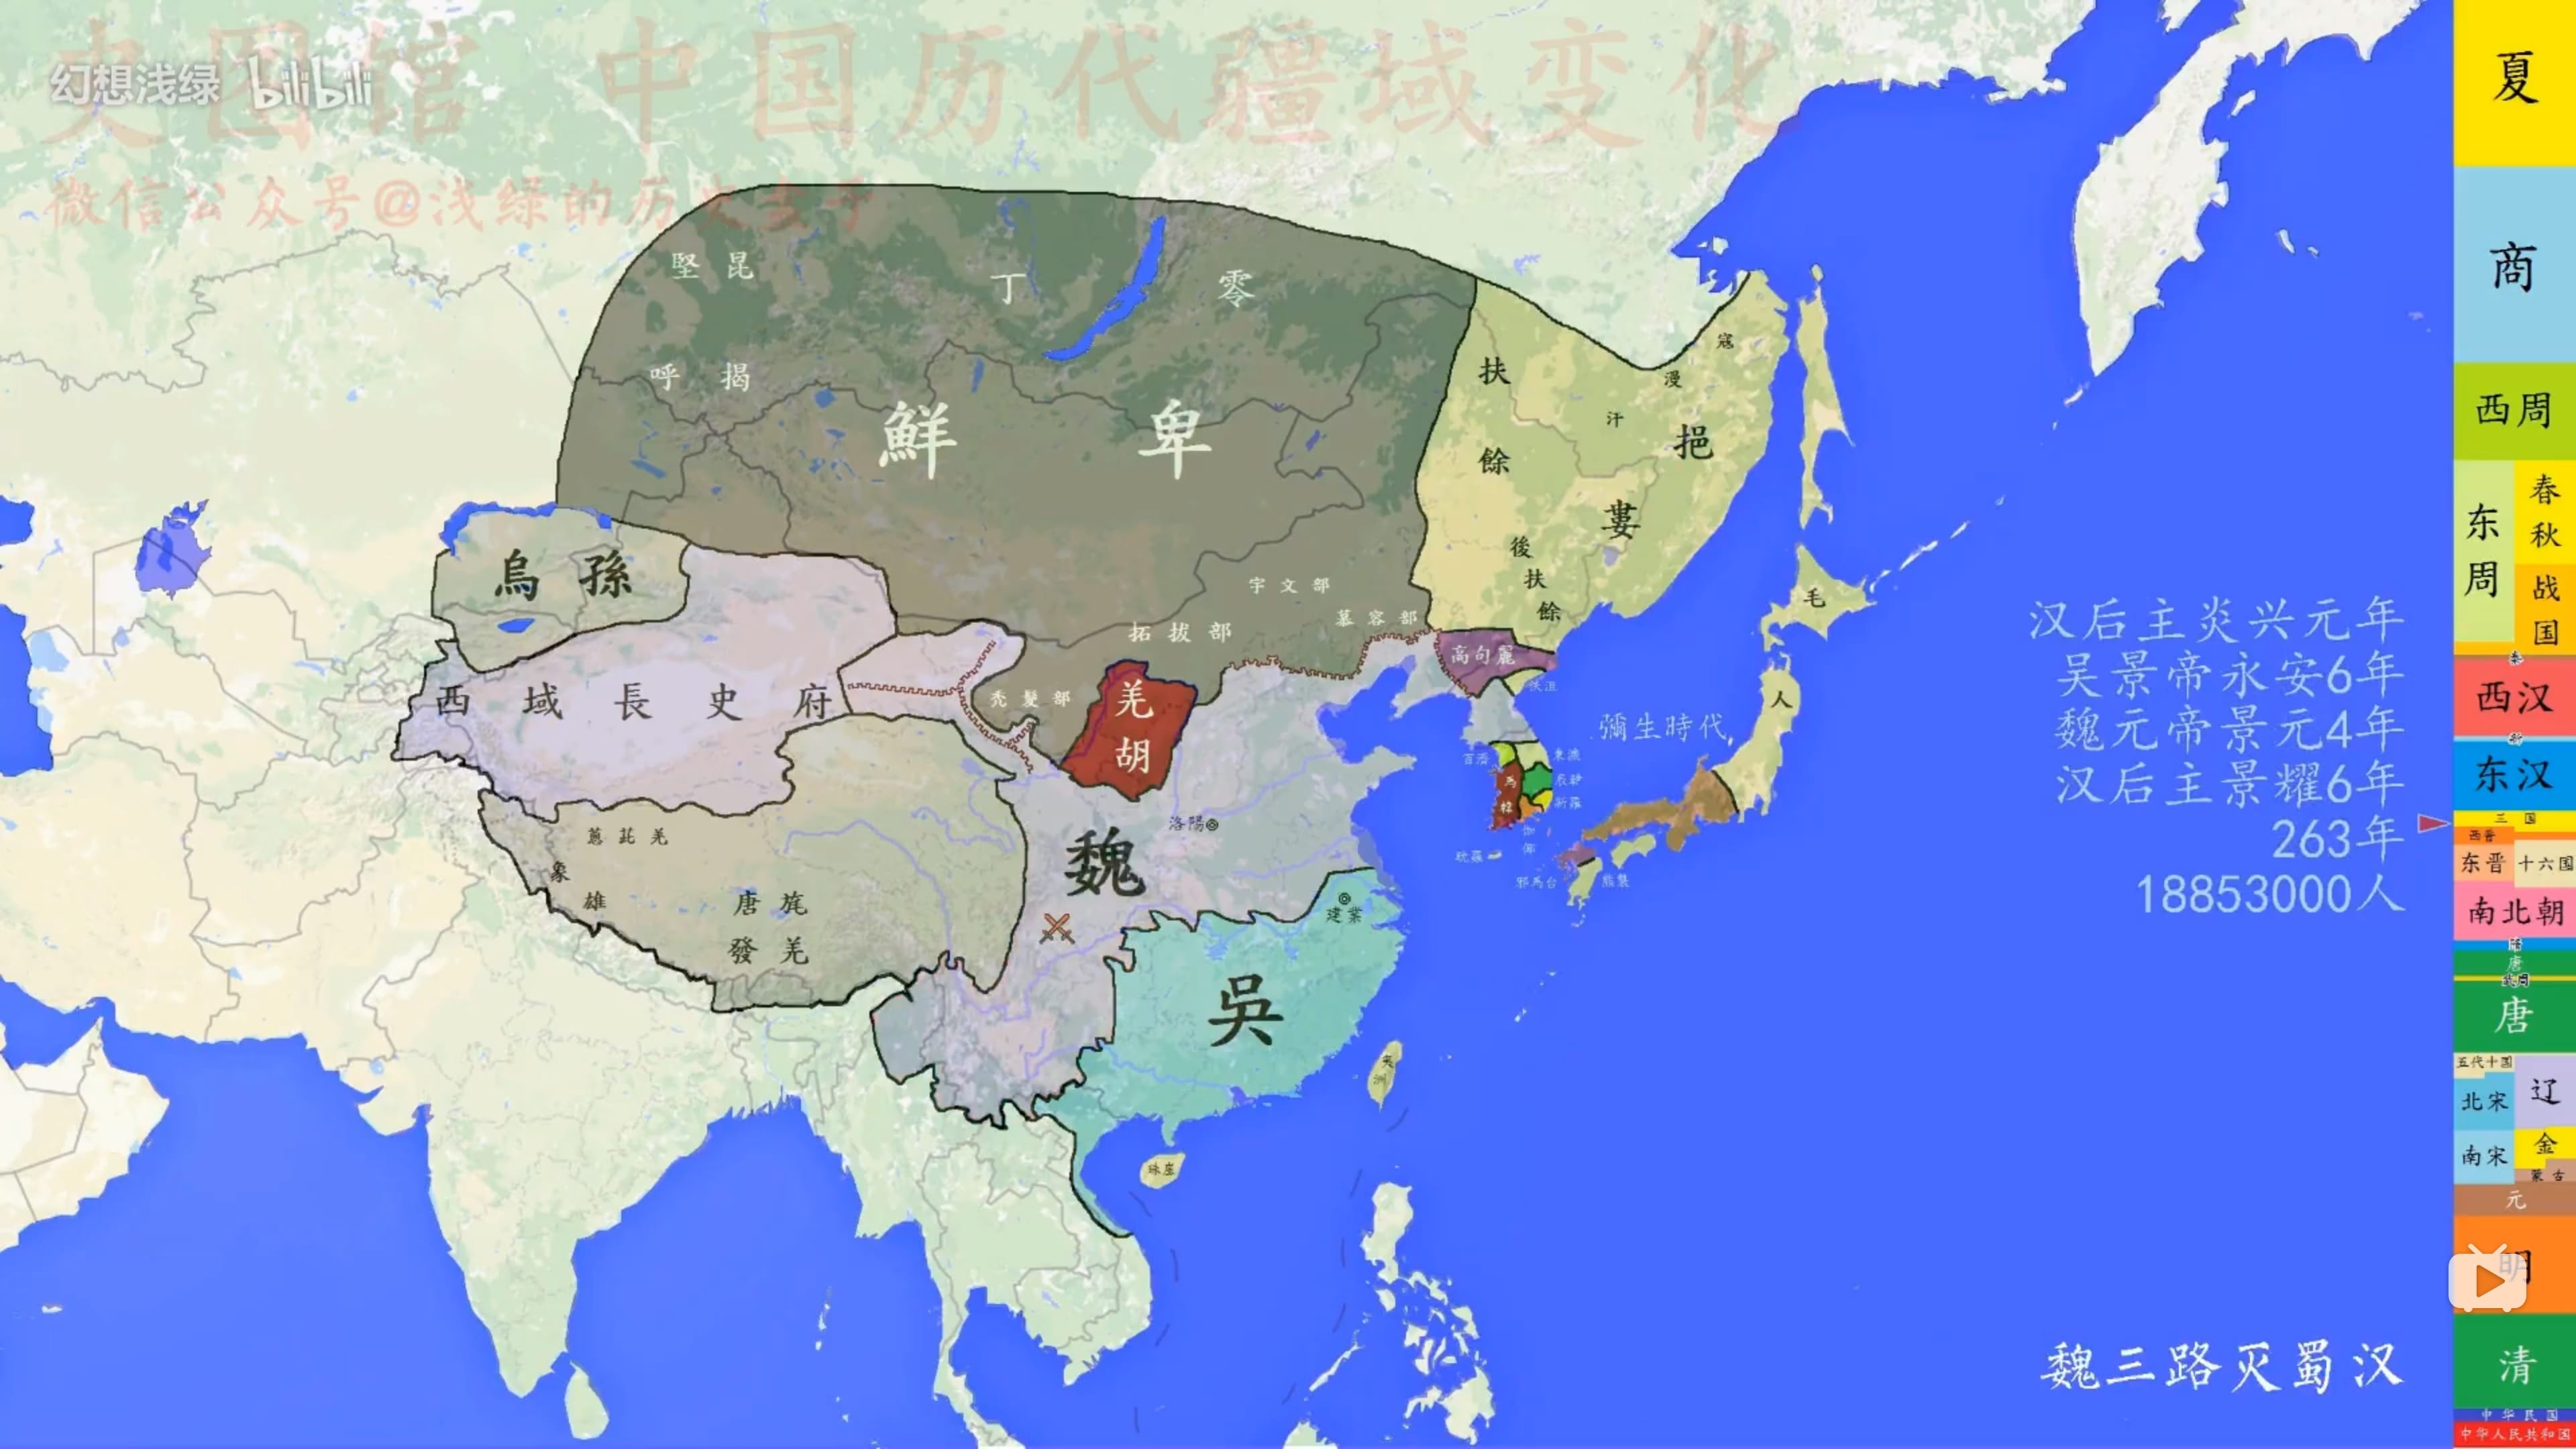 史图馆 中国历代疆域变化
幻想浅绿 bilibili
微信公众号@浅绿的历史
堅昆
丁零
呼揭
鮮卑
扶餘
寇漫汗
挹婁
後扶餘
烏孫
宇文部
慕容部
拓拔部
禿髮部
高句麗
毛人
羌胡
西域長史府
彌生時代
百濟
東濊
馬韓
辰韓
新羅
耽羅
邪馬台
熊襲
洛陽
魏
蔥茈羌
象雄
唐旄
發羌
建業
吳
夷洲
珠崖
汉后主炎兴元年
吴景帝永安6年
魏元帝景元4年
汉后主景耀6年
263年
18853000人
魏三路灭蜀汉
夏
商
西周
东周
春秋
战国
秦
西汉
新
东汉
三国
西晋
东晋
十六国
南北朝
隋
唐
武周
唐
五代十国
辽
北宋
金
南宋
蒙古
元
明
清
中华民国
中华人民共和国